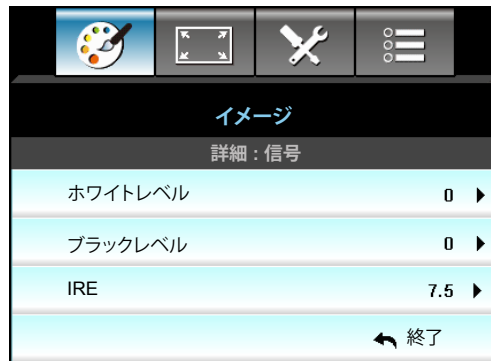 イメージ
詳細 : 信号
ホワイトレベル 0
ブラックレベル 0
IRE 7.5
終了